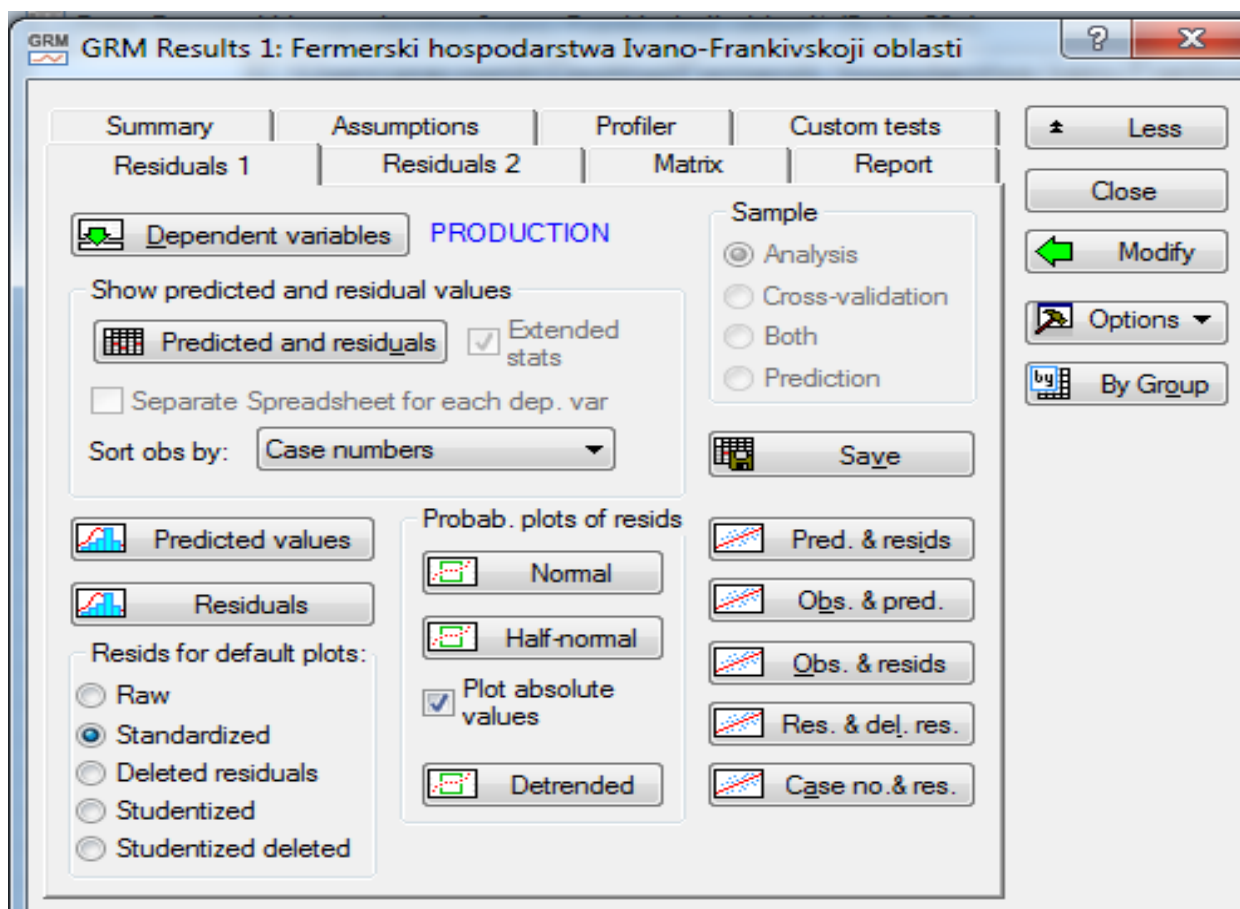 GRM GRM Results 1: Fermerski hospodarstwa Ivano-Frankivskoji oblasti
?
X
Summary
Assumptions
Profiler
Custom tests
Residuals 1
Residuals 2
Matrix
Report
Less
Close
Modify
Options
by By Group
Dependent variables
PRODUCTION
Show predicted and residual values
Predicted and residuals
Extended
stats
Separate Spreadsheet for each dep. var
Sort obs by:
Case numbers
Sample
Analysis
Cross-validation
Both
Prediction
Save
Predicted values
Residuals
Resids for default plots:
Raw
Standardized
Deleted residuals
Studentized
Studentized deleted
Probab. plots of resids
Normal
Half-normal
Plot absolute
values
Detrended
Pred. & resids
Obs. & pred.
Obs. & resids
Res. & del. res.
Case no.& res.